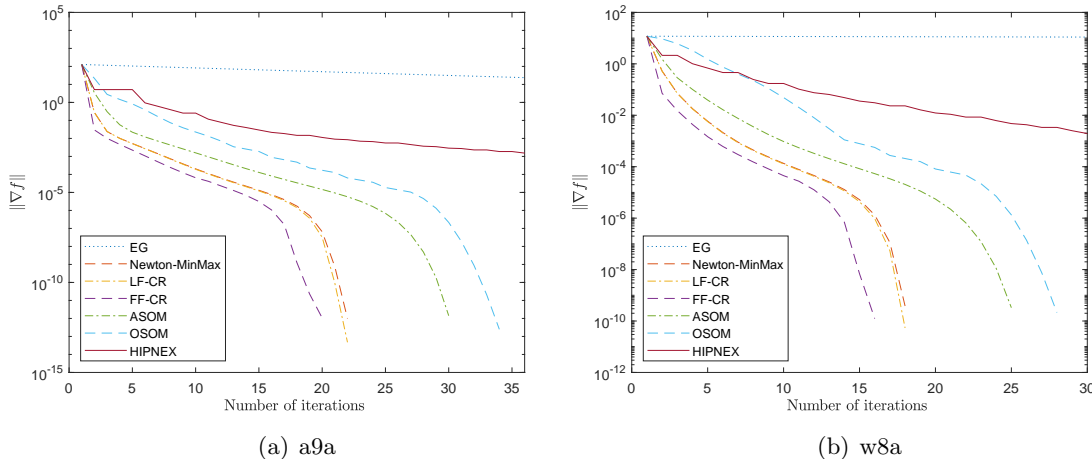 10^5
10^0
10^-5
10^-10
10^-15
‖∇f‖
EG
Newton-MinMax
LF-CR
FF-CR
ASOM
OSOM
HIPNEX
0 5 10 15 20 25 30 35
Number of iterations
(a) a9a
10^2
10^0
10^-2
10^-4
10^-6
10^-8
10^-10
10^-12
‖∇f‖
EG
Newton-MinMax
LF-CR
FF-CR
ASOM
OSOM
HIPNEX
0 5 10 15 20 25 30
Number of iterations
(b) w8a